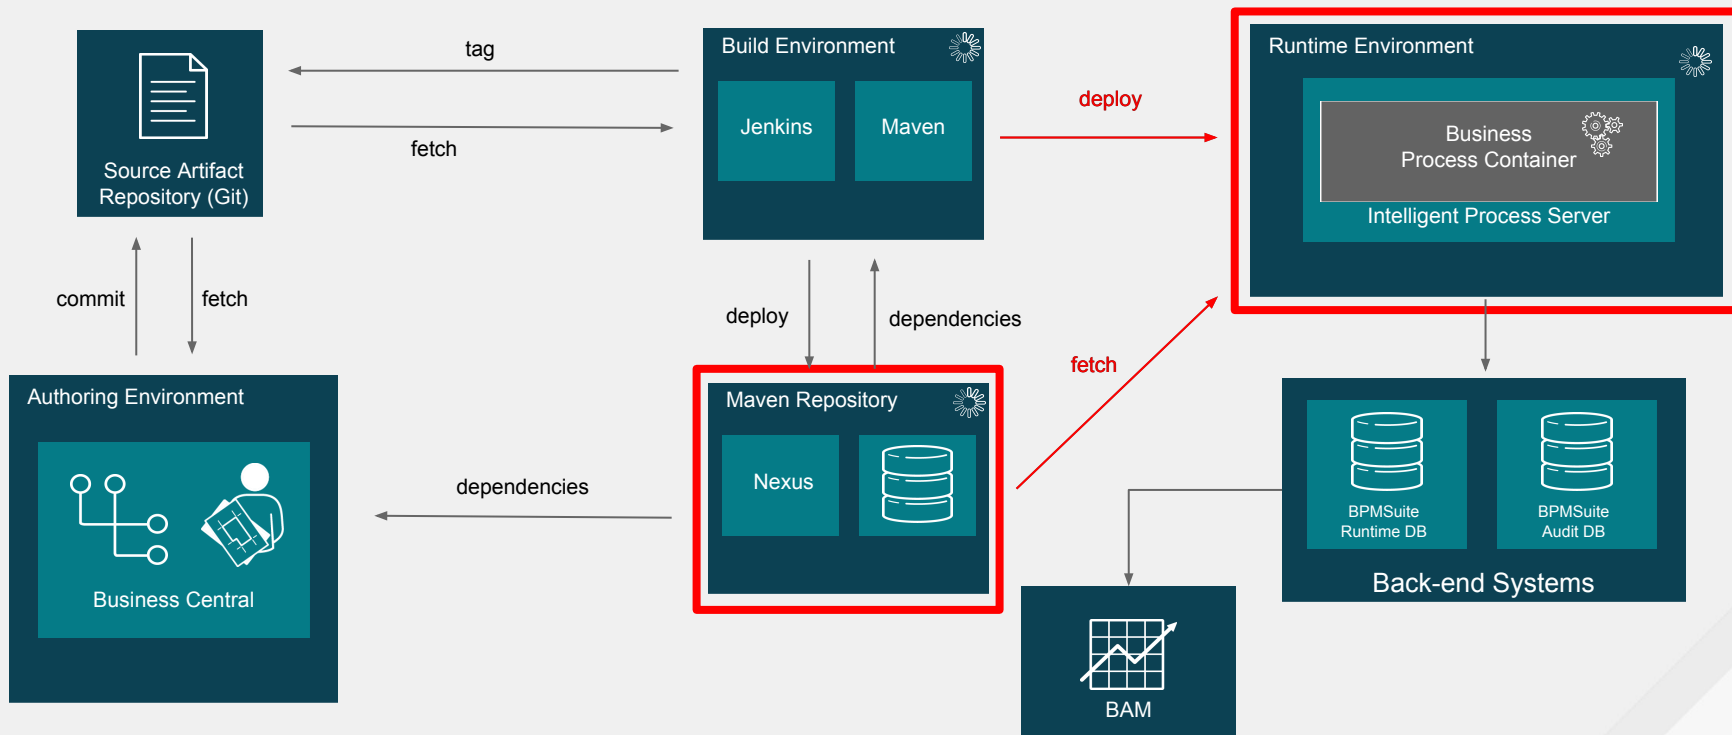 tag
Build Environment
Runtime Environment
Jenkins
Maven
deploy
Business
Process Container
fetch
Source Artifact
Repository (Git)
Intelligent Process Server
commit
fetch
deploy
dependencies
fetch
Authoring Environment
Maven Repository
Nexus
dependencies
BPMSuite
Runtime DB
BPMSuite
Audit DB
Back-end Systems
Business Central
BAM